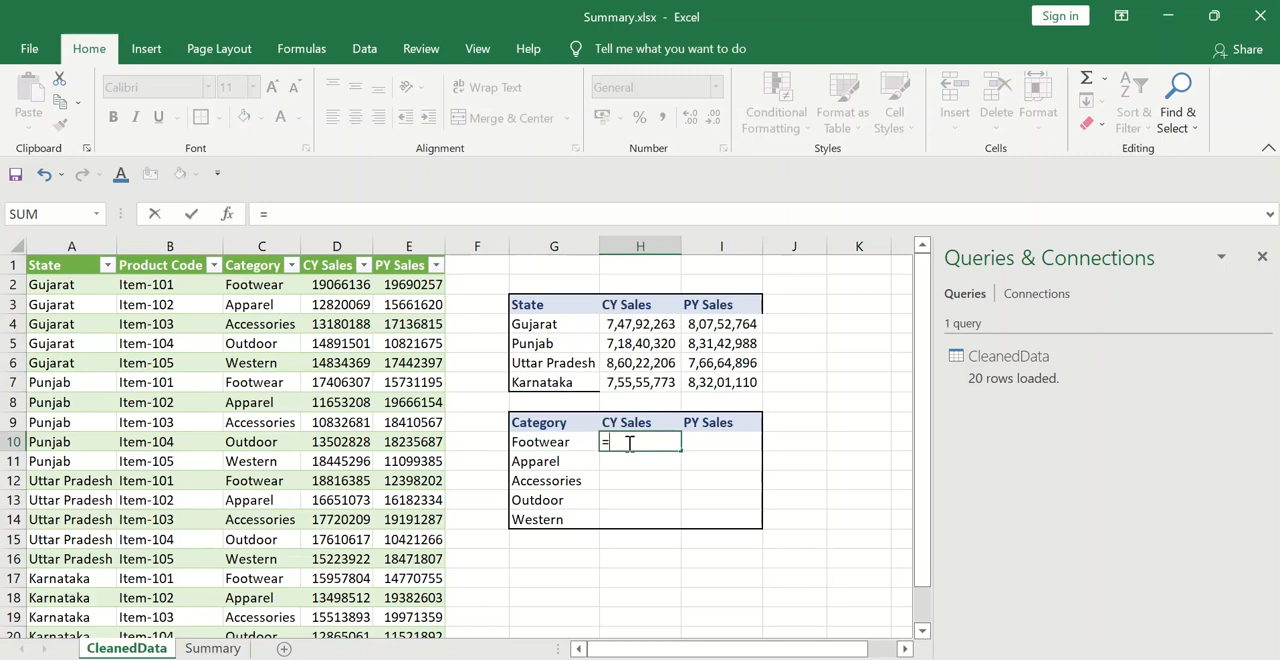 Summary.xlsx - Excel
Sign in
File Home Insert Page Layout Formulas Data Review View Help Tell me what you want to do Share
Paste
Calibri 11
B I U A
Wrap Text
Merge & Center
General
Conditional Formatting
Format as Table
Cell Styles
Insert Delete Format
Sort & Filter
Find & Select
Clipboard Font Alignment Number Styles Cells Editing
SUM fx =
A B C D E F G H I J K
1 State Product Code Category CY Sales PY Sales
2 Gujarat Item-101 Footwear 19066136 19690257
3 Gujarat Item-102 Apparel 12820069 15661620 State CY Sales PY Sales
4 Gujarat Item-103 Accessories 13180188 17136815 Gujarat 7,47,92,263 8,07,52,764
5 Gujarat Item-104 Outdoor 14891501 10821675 Punjab 7,18,40,320 8,31,42,988
6 Gujarat Item-105 Western 14834369 17442397 Uttar Pradesh 8,60,22,206 7,66,64,896
7 Punjab Item-101 Footwear 17406307 15731195 Karnataka 7,55,55,773 8,32,01,110
8 Punjab Item-102 Apparel 11653208 19666154
9 Punjab Item-103 Accessories 10832681 18410567 Category CY Sales PY Sales
10 Punjab Item-104 Outdoor 13502828 18235687 Footwear =
11 Punjab Item-105 Western 18445296 11099385 Apparel
12 Uttar Pradesh Item-101 Footwear 18816385 12398202 Accessories
13 Uttar Pradesh Item-102 Apparel 16651073 16182334 Outdoor
14 Uttar Pradesh Item-103 Accessories 17720209 19191287 Western
15 Uttar Pradesh Item-104 Outdoor 17610617 10421266
16 Uttar Pradesh Item-105 Western 15223922 18471807
17 Karnataka Item-101 Footwear 15957804 14770755
18 Karnataka Item-102 Apparel 13498512 19382603
19 Karnataka Item-103 Accessories 15513893 19971359
20 Karnataka Item-104 Outdoor 12865061 11521892
CleanedData Summary
Queries & Connections
Queries Connections
1 query
CleanedData
20 rows loaded.